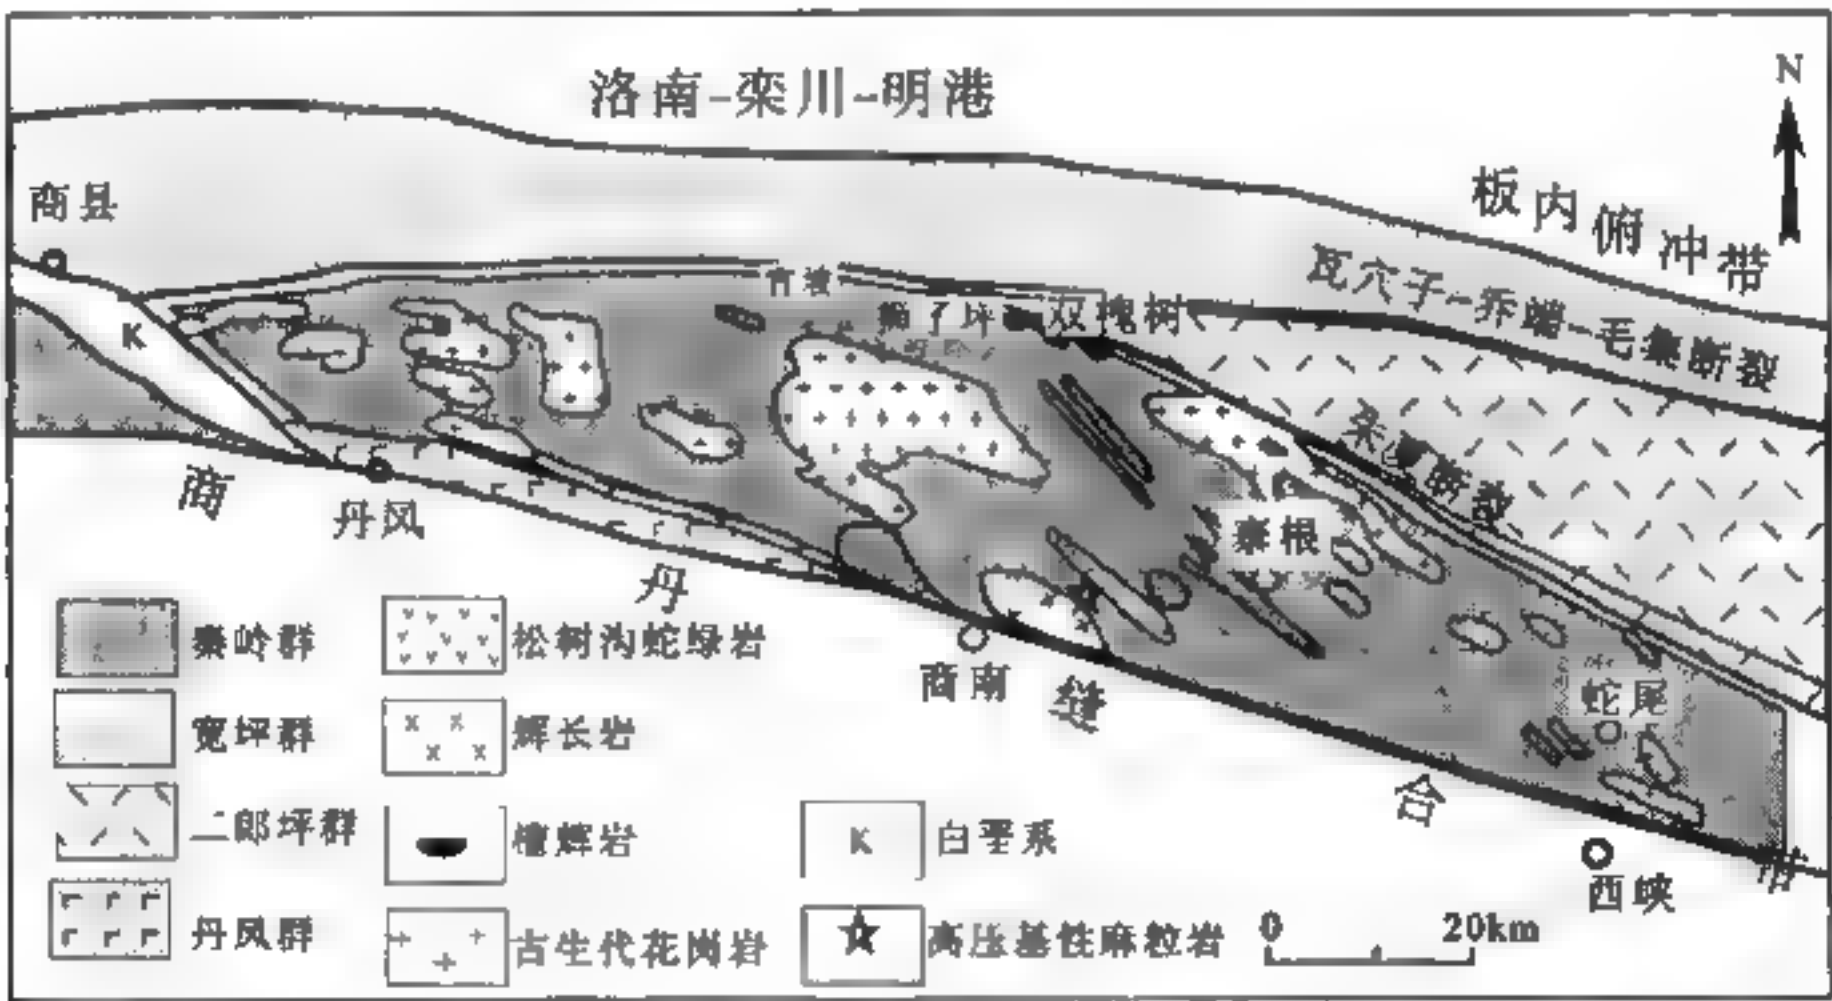 洛南-栾川-明港
N
板内俯冲带
商县
瓦穴子-乔端-毛集断裂
K
双槐树
朱夏断裂
寨根
商
丹凤
丹
商南
缝
蛇尾
合
西峡
带
秦岭群
松树沟蛇绿岩
宽坪群
辉长岩
二郎坪群
榴辉岩
白垩系
丹凤群
古生代花岗岩
高压基性麻粒岩
K
0 20km